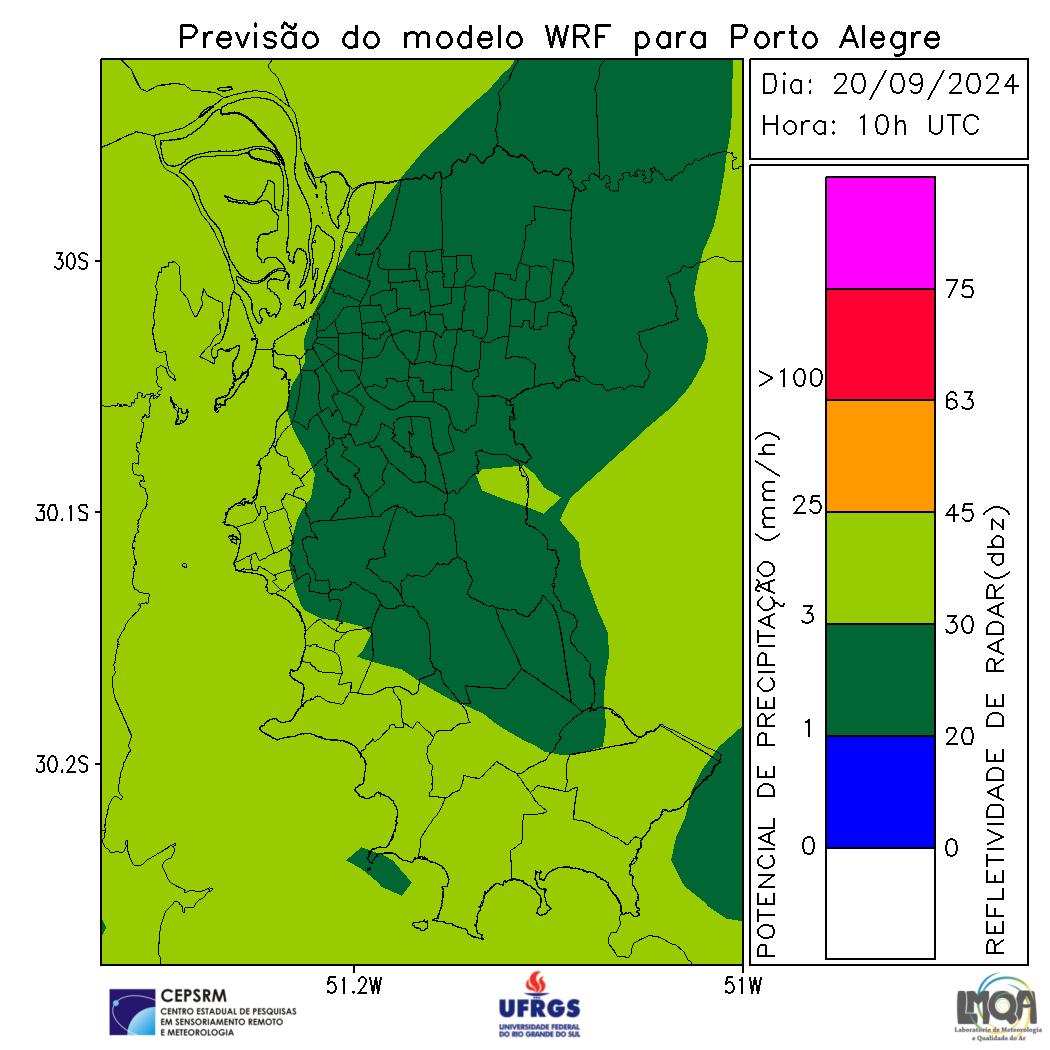 Previsão do modelo WRF para Porto Alegre
Dia: 20/09/2024
Hora: 10h UTC
30S
30.1S
30.2S
51.2W
51W
POTENCIAL DE PRECIPITAÇÃO (mm/h)
>100
25
3
1
0
75
63
45
30
20
0
REFLETIVIDADE DE RADAR(dbz)
CEPSRM
CENTRO ESTADUAL DE PESQUISAS
EM SENSORIAMENTO REMOTO
E METEOROLOGIA
UFRGS
UNIVERSIDADE FEDERAL
DO RIO GRANDE DO SUL
LMQA
Laboratório de Meteorologia
e Qualidade do Ar